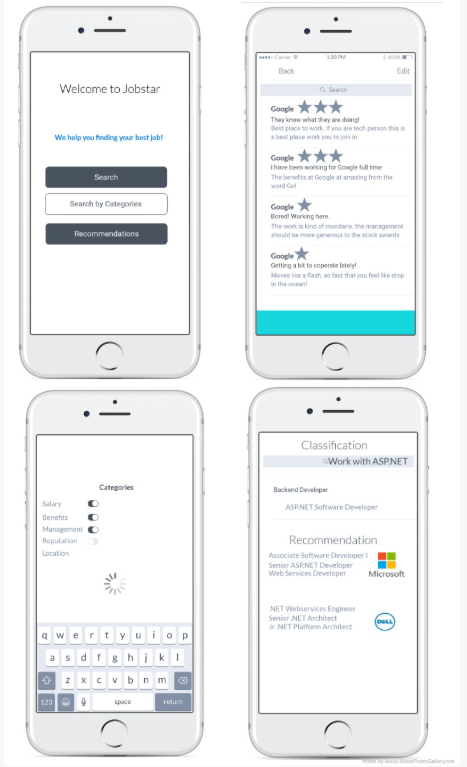 Welcome to Jobstar
We help you finding your best job!
Search
Search by Categories
Recommendations
Carrier
1:20 PM
100%
Back
Edit
Search
Google
They know what they are doing!
Best place to work. If you are tech person this is
a best place work you to join in
Google
I have been working for Google full time
The benefits at Google at amazing from the
word Go!
Google
Bored! Working here.
The work is kind of mundane. the management
should be more generous to the stock awards
Google
Getting a bit to coperate lately!
Moves like a flash, so fast that you feel like drop
in the ocean!
Categories
Salary
Benefits
Management
Reputation
Location
q w e r t y u i o p
a s d f g h j k l
z x c v b n m
123
space
return
Classification
Work with ASP.NET
Backend Developer
ASP.NET Software Developer
Recommendation
Associate Software Developer I
Senior ASP.NET Developer
Web Services Developer
Microsoft
.NET Webservices Engineer
Senior .NET Architect
Jr .NET Platform Architect
DELL
made by www.MakePhotoGallery.net